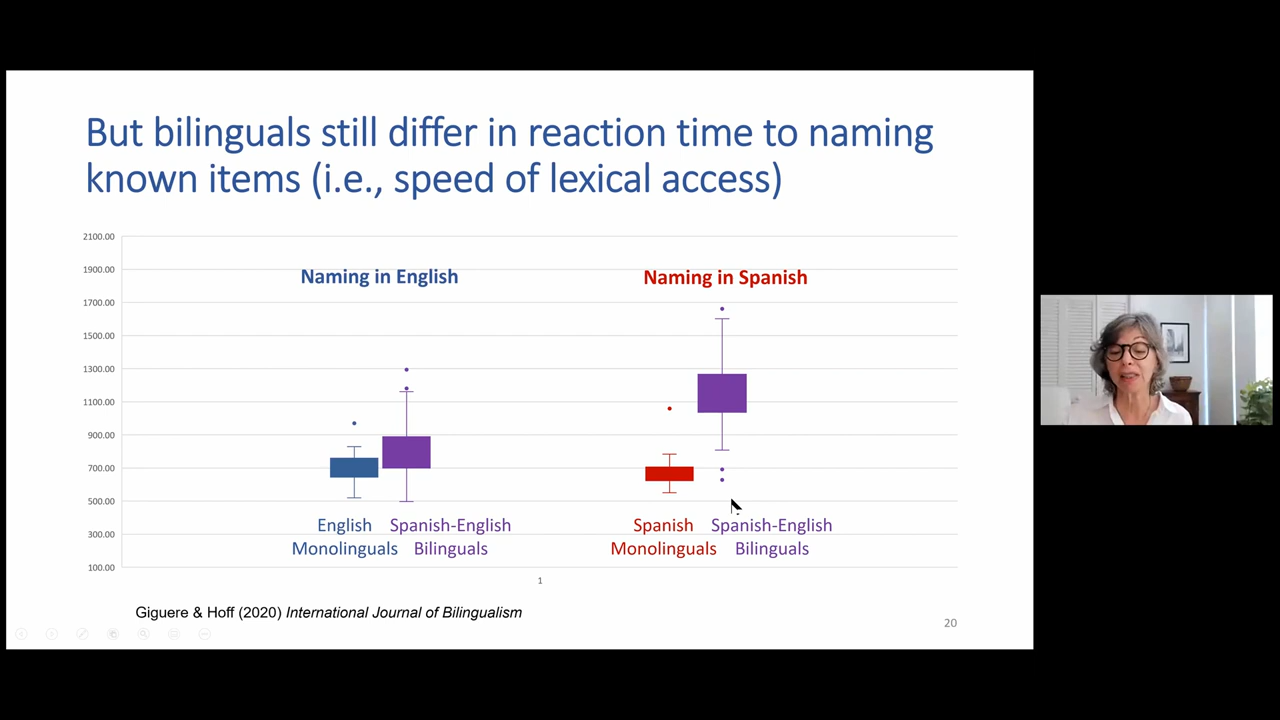 But bilinguals still differ in reaction time to naming
known items (i.e., speed of lexical access)
2100.00
1900.00
1700.00
1500.00
1300.00
1100.00
900.00
700.00
500.00
300.00
100.00
Naming in English
Naming in Spanish
English
Monolinguals
Spanish-English
Bilinguals
Spanish
Monolinguals
Spanish-English
Bilinguals
1
Giguere & Hoff (2020) International Journal of Bilingualism
20